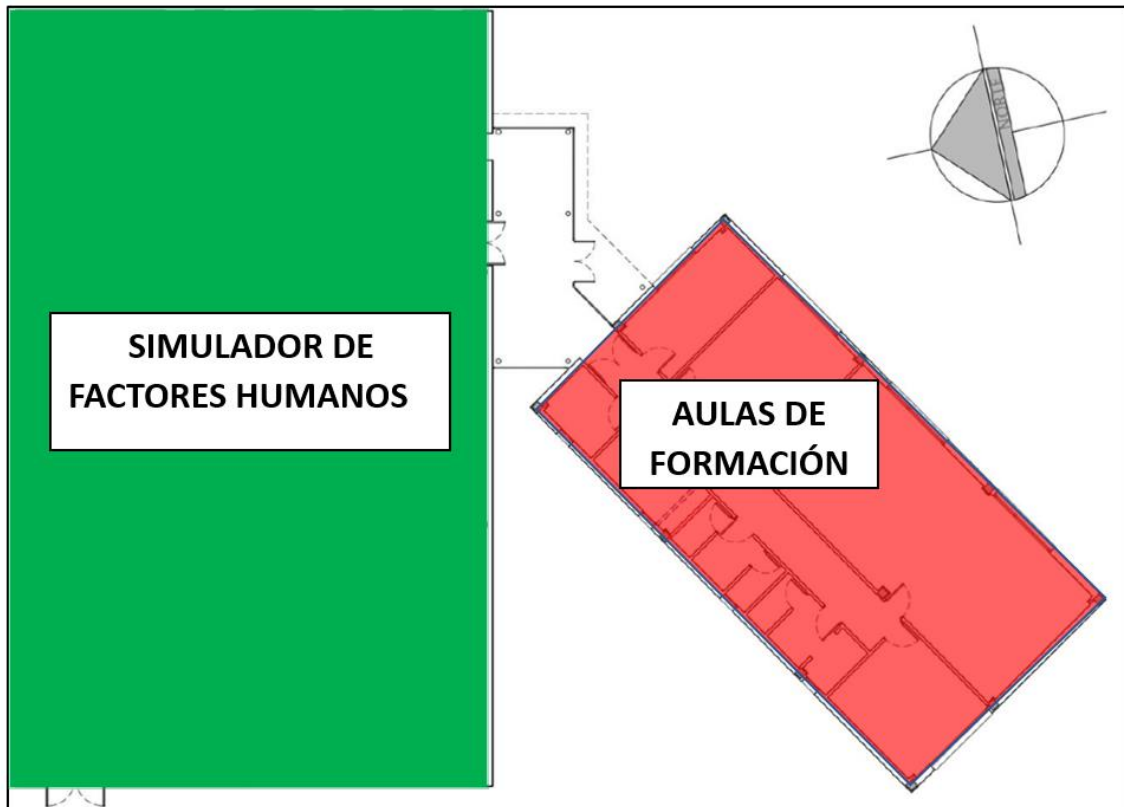 NORTE
SIMULADOR DE
FACTORES HUMANOS
AULAS DE
FORMACIÓN